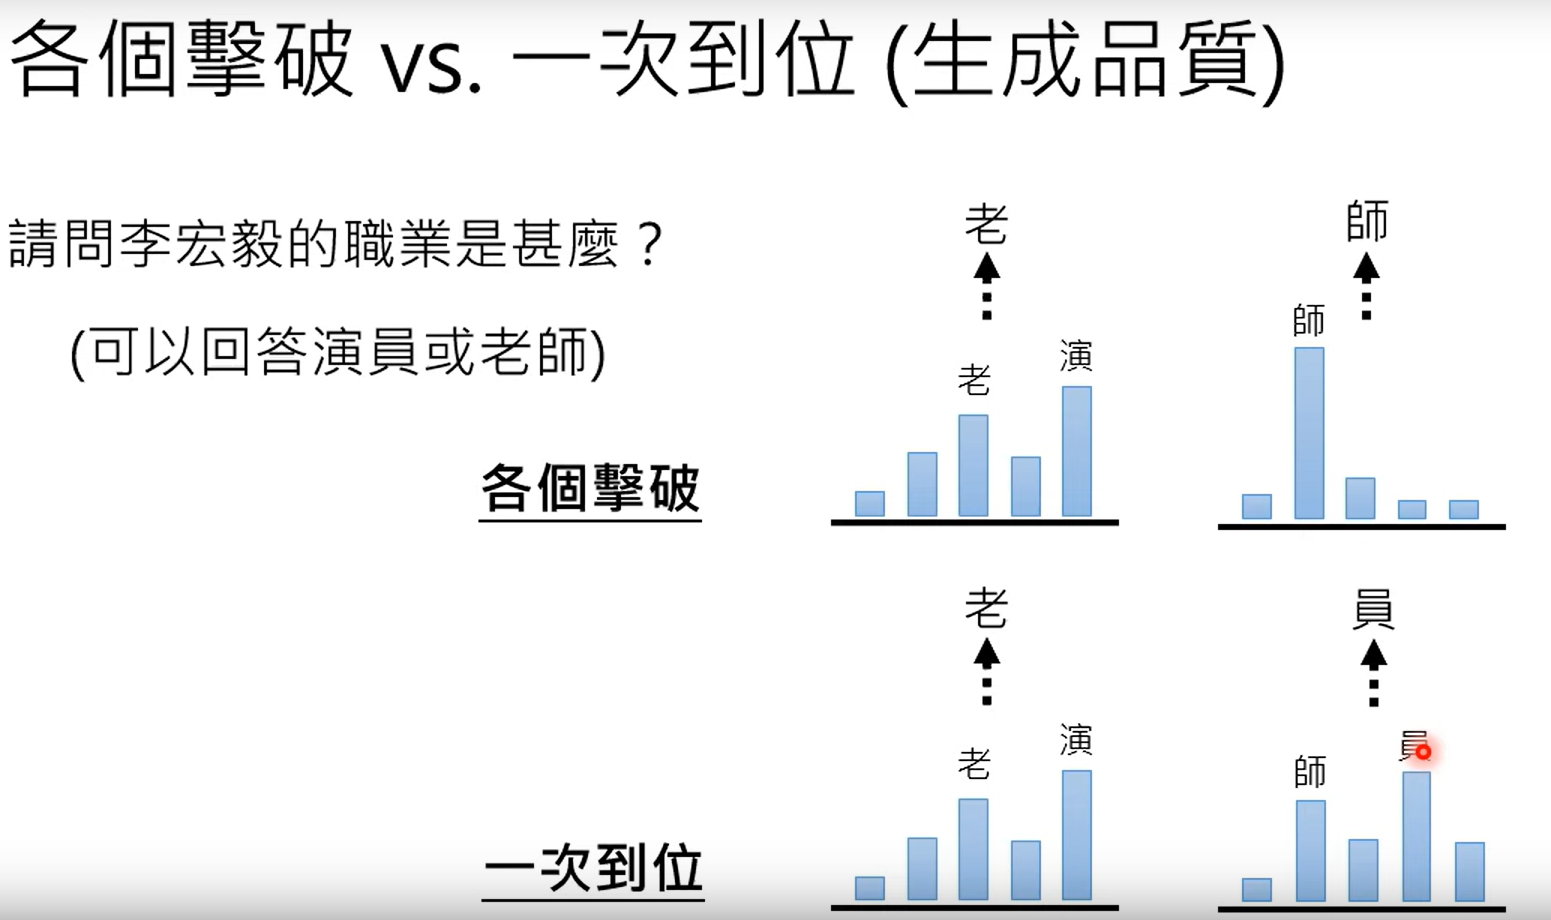 各個擊破 vs. 一次到位 (生成品質)
請問李宏毅的職業是甚麼？
(可以回答演員或老師)
各個擊破
老
老
演
師
師
一次到位
老
老
演
員
師
員